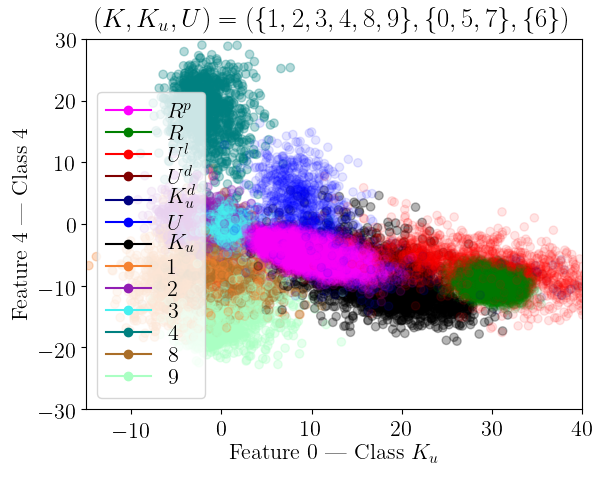 (K, K_u, U) = ({1, 2, 3, 4, 8, 9}, {0, 5, 7}, {6})
30
20
10
0
−10
−20
−30
Feature 4 — Class 4
R^p
R
U^l
U^d
K_u^d
U
K_u
1
2
3
4
8
9
−10
0
10
20
30
40
Feature 0 — Class K_u